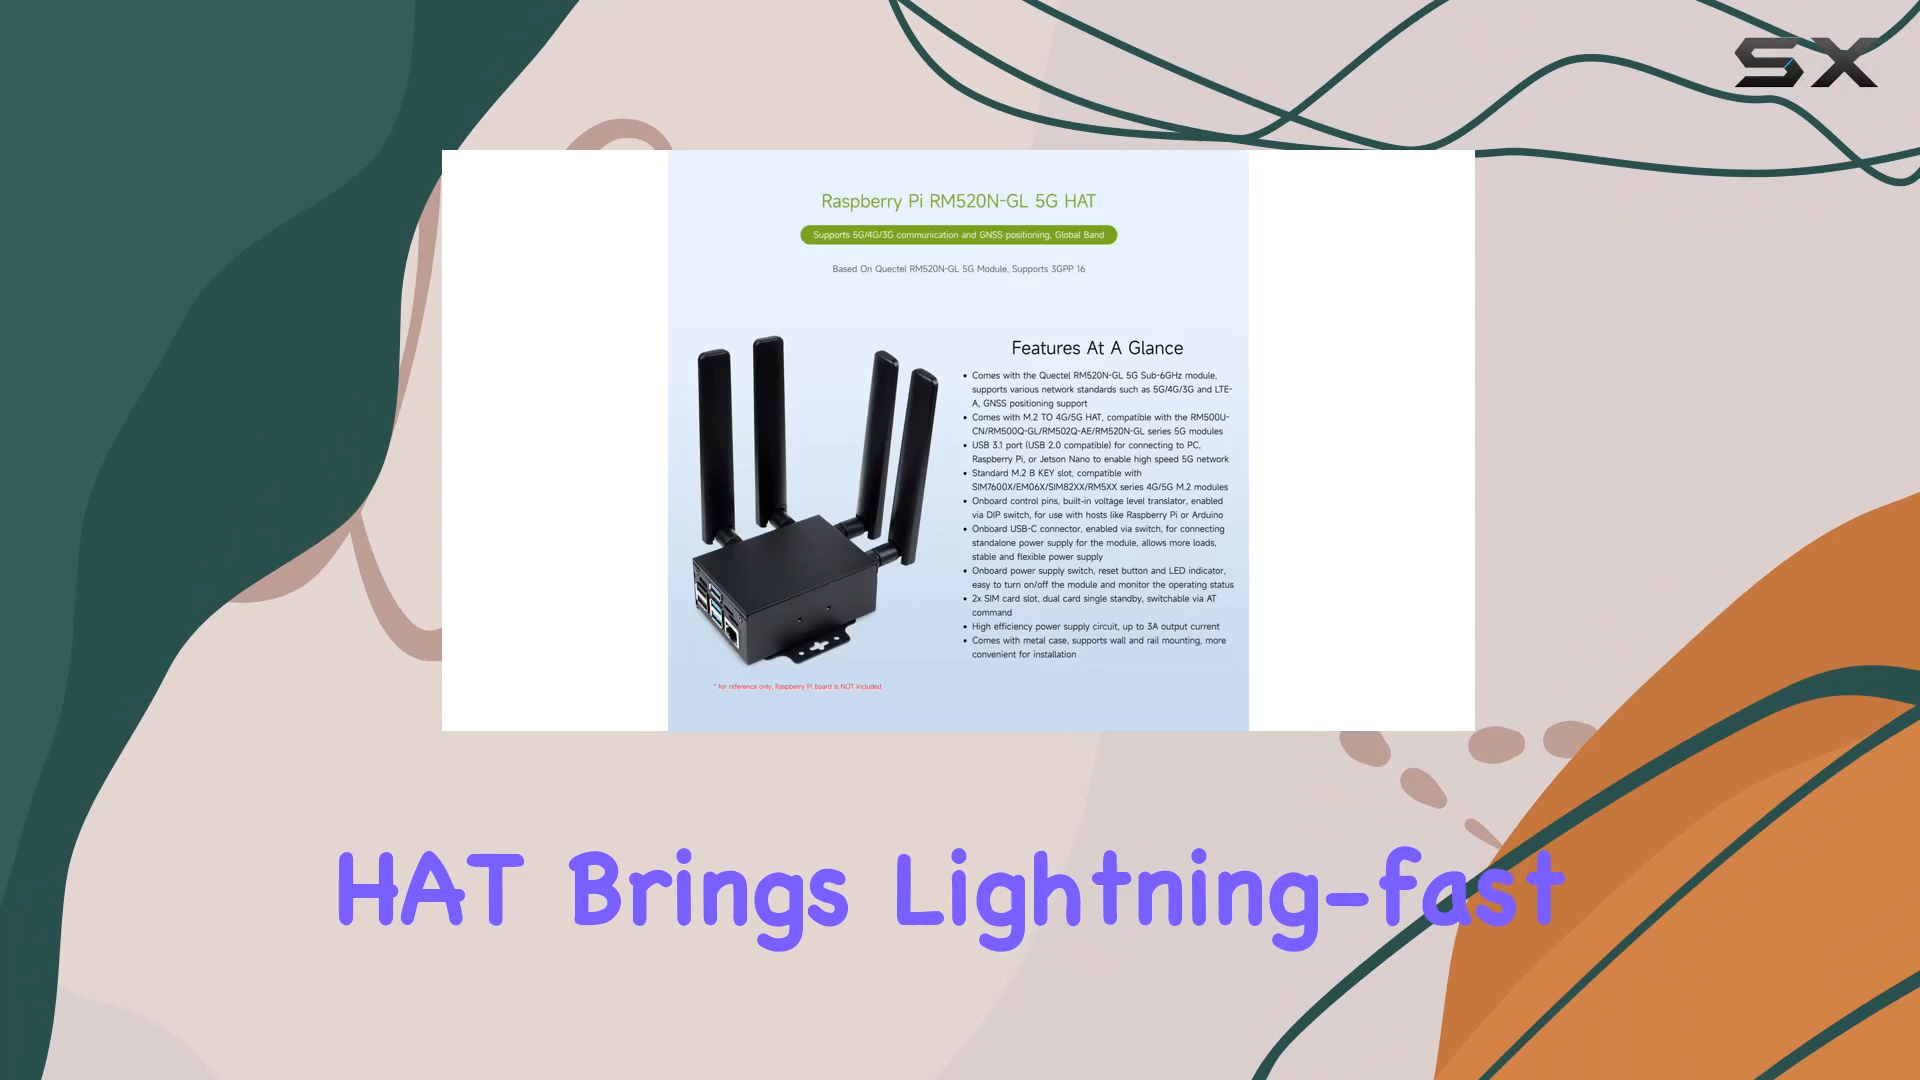 SX
Raspberry Pi RM520N-GL 5G HAT
Supports 5G/4G/3G communication and GNSS positioning, Global Band
Based On Quectel RM520N-GL 5G Module, Supports 3GPP 16
Features At A Glance
• Comes with the Quectel RM520N-GL 5G Sub-6GHz module,
supports various network standards such as 5G/4G/3G and LTE-
A, GNSS positioning support
• Comes with M.2 TO 4G/5G HAT, compatible with the RM500U-
CN/RM500Q-GL/RM502Q-AE/RM520N-GL series 5G modules
• USB 3.1 port (USB 2.0 compatible) for connecting to PC,
Raspberry Pi, or Jetson Nano to enable high speed 5G network
• Standard M.2 B KEY slot, compatible with
SIM7600X/EM06X/SIM82XX/RM5XX series 4G/5G M.2 modules
• Onboard control pins, built-in voltage level translator, enabled
via DIP switch, for use with hosts like Raspberry Pi or Arduino
• Onboard USB-C connector, enabled via switch, for connecting
standalone power supply for the module, allows more loads,
stable and flexible power supply
• Onboard power supply switch, reset button and LED indicator,
easy to turn on/off the module and monitor the operating status
• 2x SIM card slot, dual card single standby, switchable via AT
command
• High efficiency power supply circuit, up to 3A output current
• Comes with metal case, supports wall and rail mounting, more
convenient for installation
* for reference only, Raspberry Pi board is NOT included
HAT Brings Lightning-fast